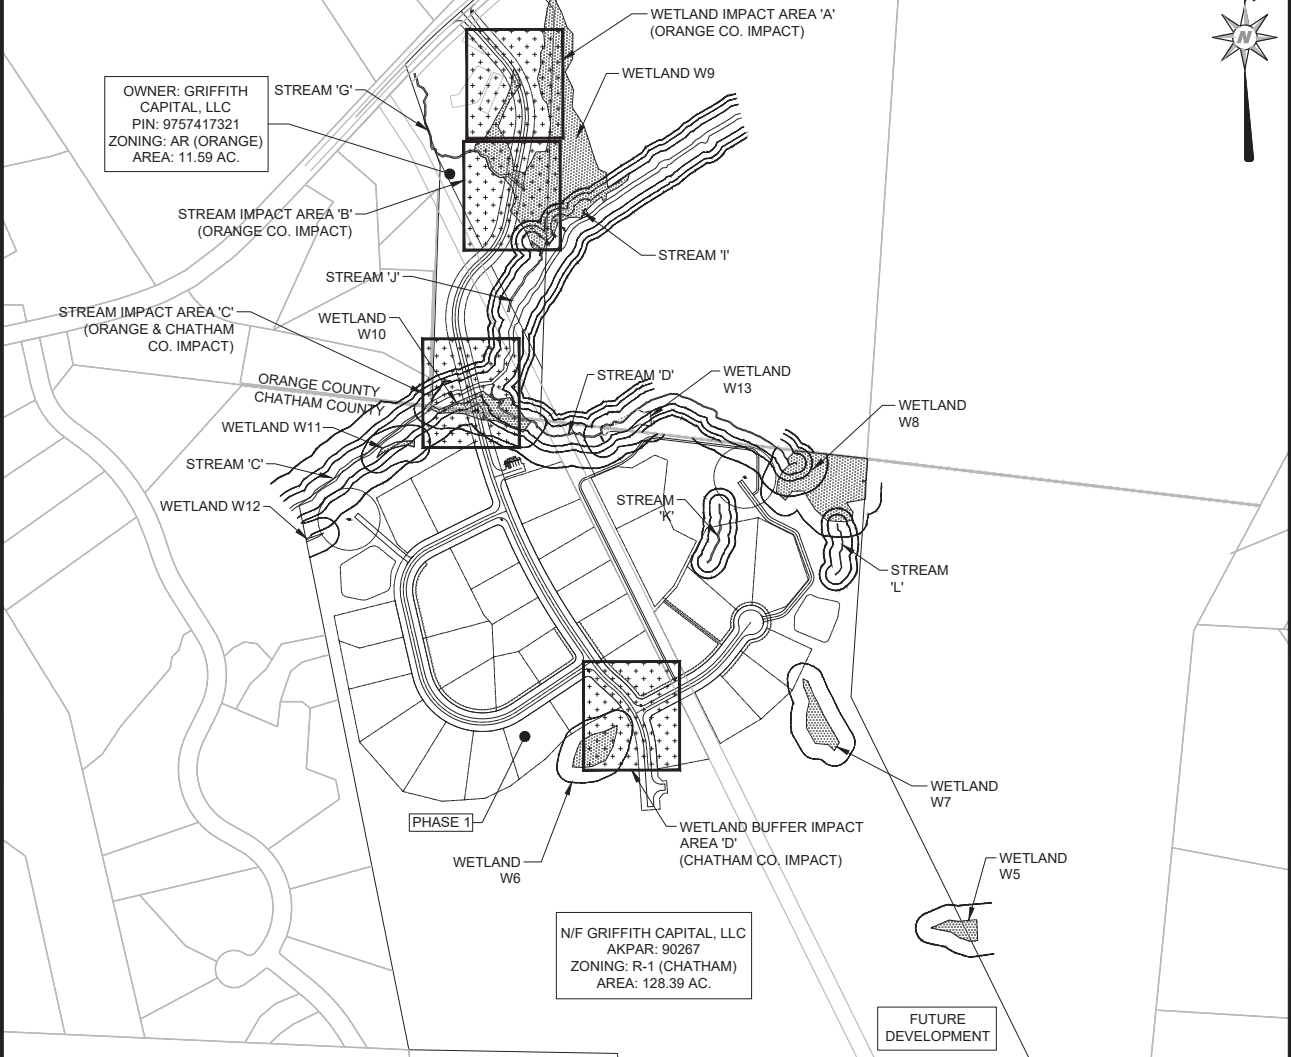 WETLAND IMPACT AREA 'A'
(ORANGE CO. IMPACT)
N
WETLAND W9
OWNER: GRIFFITH
CAPITAL, LLC
PIN: 9757417321
ZONING: AR (ORANGE)
AREA: 11.59 AC.
STREAM 'G'
STREAM IMPACT AREA 'B'
(ORANGE CO. IMPACT)
STREAM 'I'
STREAM 'J'
STREAM IMPACT AREA 'C'
(ORANGE & CHATHAM
CO. IMPACT)
WETLAND
W10
ORANGE COUNTY
CHATHAM COUNTY
STREAM 'D'
WETLAND
W13
WETLAND
W8
WETLAND W11
STREAM 'C'
WETLAND W12
STREAM
'K'
STREAM
'L'
WETLAND
W7
PHASE 1
WETLAND
W6
WETLAND BUFFER IMPACT
AREA 'D'
(CHATHAM CO. IMPACT)
WETLAND
W5
N/F GRIFFITH CAPITAL, LLC
AKPAR: 90267
ZONING: R-1 (CHATHAM)
AREA: 128.39 AC.
FUTURE
DEVELOPMENT